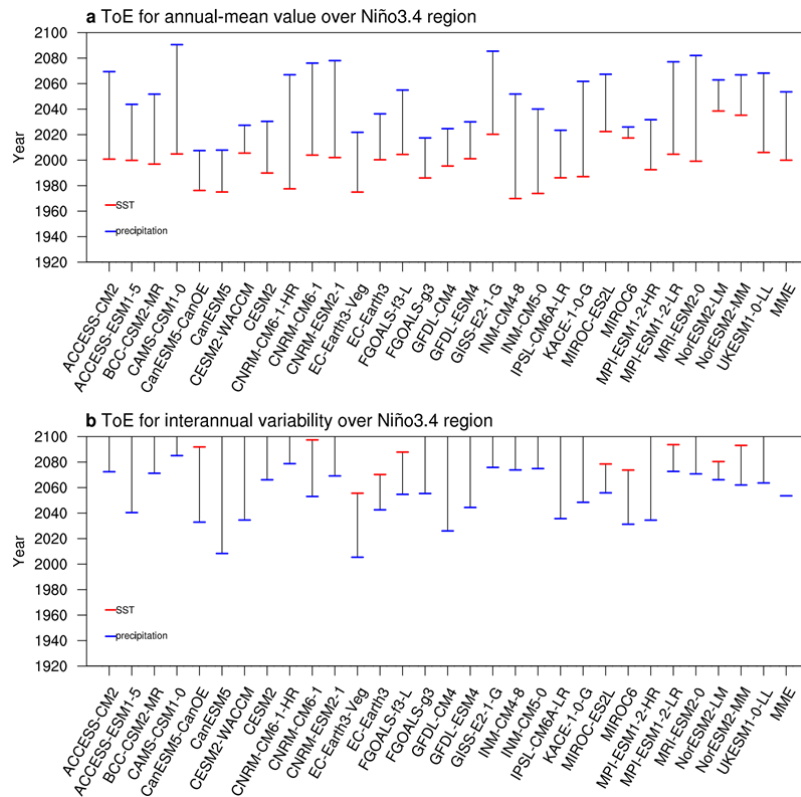 a ToE for annual-mean value over Niño3.4 region
2100
2080
2060
2040
2020
2000
1980
1960
1940
1920
Year
SST
precipitation
ACCESS-CM2
ACCESS-ESM1-5
BCC-CSM2-MR
CAMS-CSM1-0
CanESM5-CanOE
CanESM5
CESM2-WACCM
CESM2
CNRM-CM6-1-HR
CNRM-CM6-1
CNRM-ESM2-1
EC-Earth3-Veg
EC-Earth3
FGOALS-f3-L
FGOALS-g3
GFDL-CM4
GFDL-ESM4
GISS-E2-1-G
INM-CM4-8
INM-CM5-0
IPSL-CM6A-LR
KACE-1-0-G
MIROC-ES2L
MIROC6
MPI-ESM1-2-HR
MPI-ESM1-2-LR
MRI-ESM2-0
NorESM2-LM
NorESM2-MM
UKESM1-0-LL
MME
b ToE for interannual variability over Niño3.4 region
2100
2080
2060
2040
2020
2000
1980
1960
1940
1920
Year
SST
precipitation
ACCESS-CM2
ACCESS-ESM1-5
BCC-CSM2-MR
CAMS-CSM1-0
CanESM5-CanOE
CanESM5
CESM2-WACCM
CESM2
CNRM-CM6-1-HR
CNRM-CM6-1
CNRM-ESM2-1
EC-Earth3-Veg
EC-Earth3
FGOALS-f3-L
FGOALS-g3
GFDL-CM4
GFDL-ESM4
GISS-E2-1-G
INM-CM4-8
INM-CM5-0
IPSL-CM6A-LR
KACE-1-0-G
MIROC-ES2L
MIROC6
MPI-ESM1-2-HR
MPI-ESM1-2-LR
MRI-ESM2-0
NorESM2-LM
NorESM2-MM
UKESM1-0-LL
MME